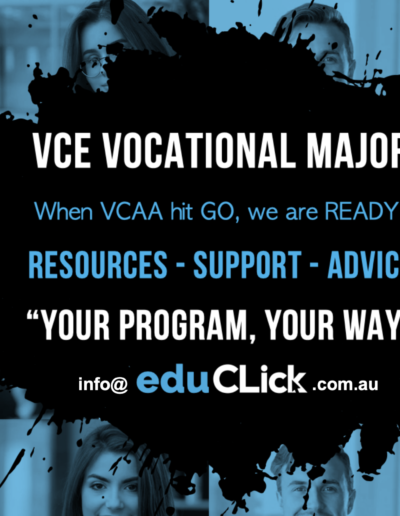 VCE VOCATIONAL MAJOR
When VCAA hit GO, we are READY
RESOURCES - SUPPORT - ADVIC
“YOUR PROGRAM, YOUR WAY
info@ eduCLick .com.au